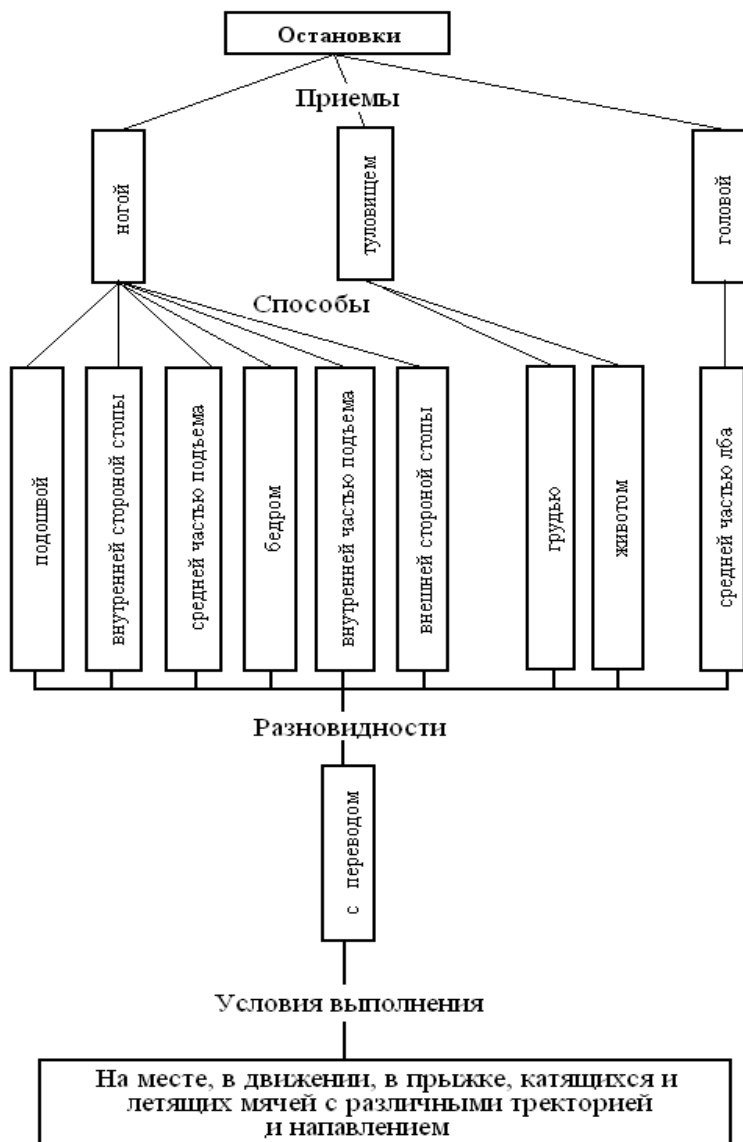 Остановки
Приемы
ногой
туловищем
головой
Способы
подошвой
внутренней стороной стопы
средней частью подъема
бедром
внутренней частью подъема
внешней стороной стопы
грудью
животом
средней частью лба
Разновидности
с переводом
Условия выполнения
На месте, в движении, в прыжке, катящихся и
летящих мячей с различными тректорией
и напавлением